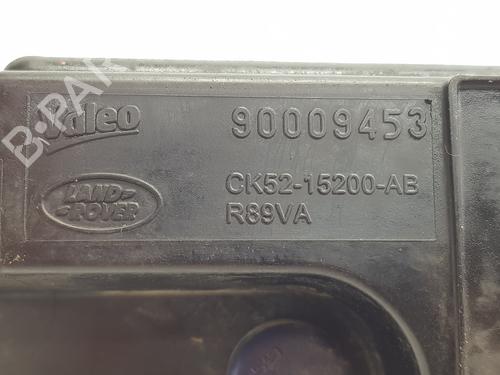 Valeo
90009453
LAND-
-ROVER
CK52-15200-AB
R89VA
B-PARTS